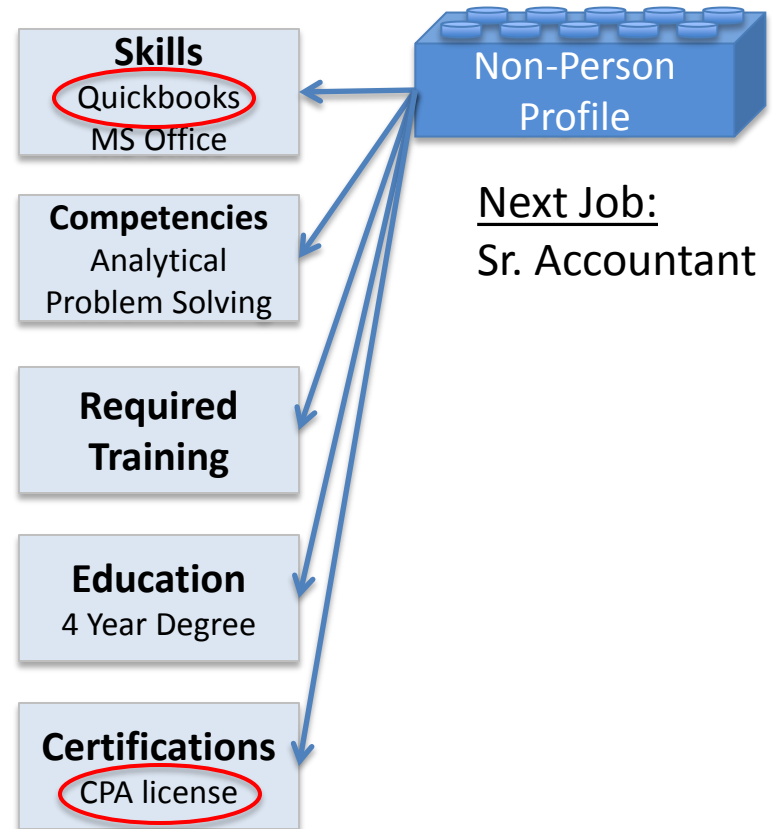 Skills
Quickbooks
MS Office
Non-Person
Profile
Next Job:
Sr. Accountant
Competencies
Analytical
Problem Solving
Required
Training
Education
4 Year Degree
Certifications
CPA license